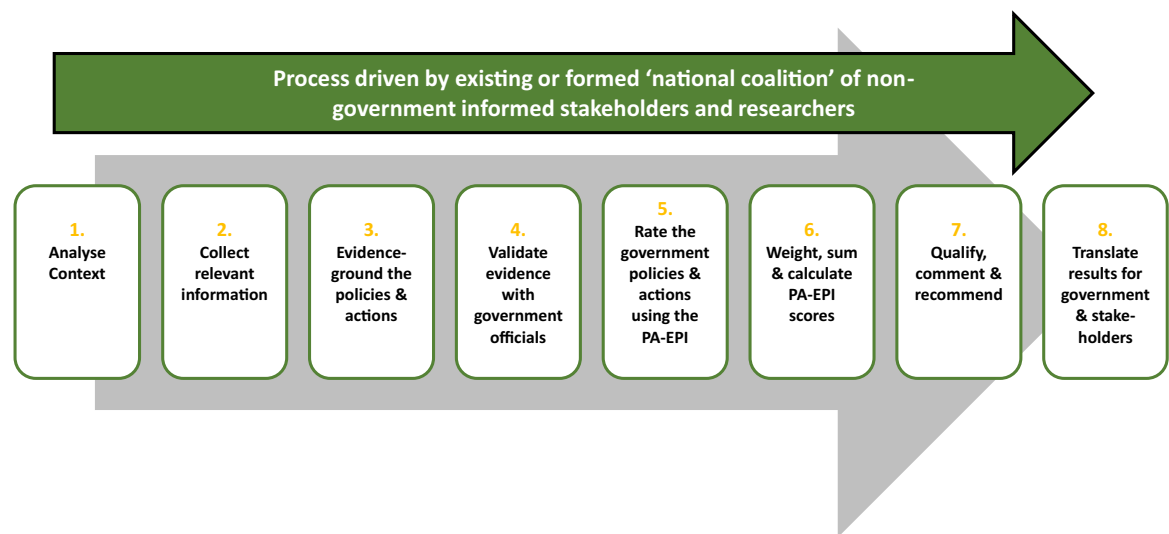 Process driven by existing or formed ‘national coalition’ of non-
government informed stakeholders and researchers
1.
Analyse
Context
2.
Collect
relevant
information
3.
Evidence-
ground the
policies &
actions
4.
Validate
evidence
with
government
officials
5.
Rate the
government
policies &
actions
using the
PA-EPI
6.
Weight, sum
& calculate
PA-EPI
scores
7.
Qualify,
comment &
recommend
8.
Translate
results for
government
& stake-
holders